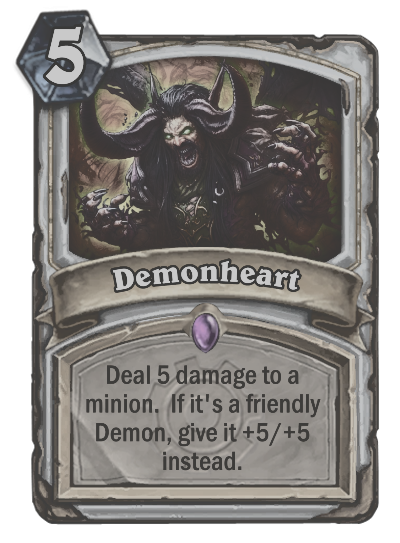 5
Demonheart
Deal 5 damage to a
minion.  If it's a friendly
Demon, give it +5/+5
instead.